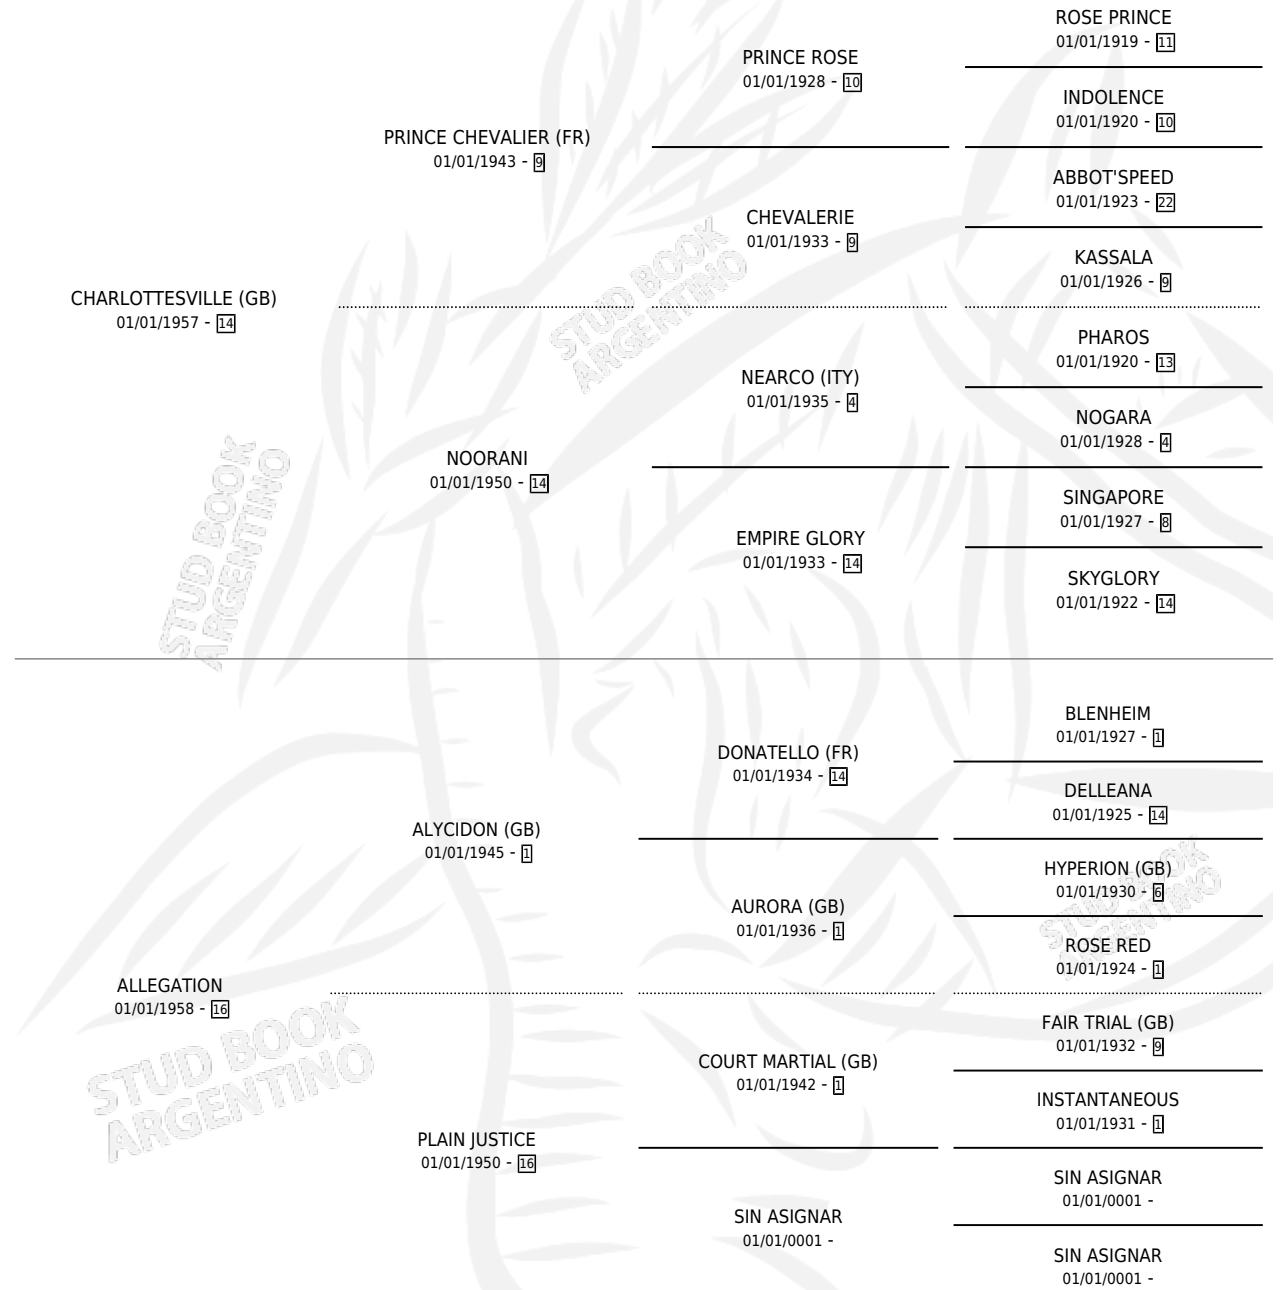 ROSE PRINCE
01/01/1919 - 11
PRINCE ROSE
01/01/1928 - 10
INDOLENCE
01/01/1920 - 10
PRINCE CHEVALIER (FR)
01/01/1943 - 9
ABBOT'SPEED
01/01/1923 - 22
CHEVALERIE
01/01/1933 - 9
KASSALA
01/01/1926 - 9
CHARLOTTESVILLE (GB)
01/01/1957 - 14
PHAROS
01/01/1920 - 13
NEARCO (ITY)
01/01/1935 - 4
NOGARA
01/01/1928 - 4
NOORANI
01/01/1950 - 14
SINGAPORE
01/01/1927 - 8
EMPIRE GLORY
01/01/1933 - 14
SKYGLORY
01/01/1922 - 14
BLENHEIM
01/01/1927 - 1
DONATELLO (FR)
01/01/1934 - 14
DELLEANA
01/01/1925 - 14
ALYCIDON (GB)
01/01/1945 - 1
HYPERION (GB)
01/01/1930 - 6
AURORA (GB)
01/01/1936 - 1
ROSE RED
01/01/1924 - 1
ALLEGATION
01/01/1958 - 16
FAIR TRIAL (GB)
01/01/1932 - 9
COURT MARTIAL (GB)
01/01/1942 - 1
INSTANTANEOUS
01/01/1931 - 1
PLAIN JUSTICE
01/01/1950 - 16
SIN ASIGNAR
01/01/0001 -
SIN ASIGNAR
01/01/0001 -
SIN ASIGNAR
01/01/0001 -
STUD BOOK
ARGENTINO
STUD BOOK
ARGENTINO
STUD BOOK
ARGENTINO
STUD BOOK
ARGENTINO